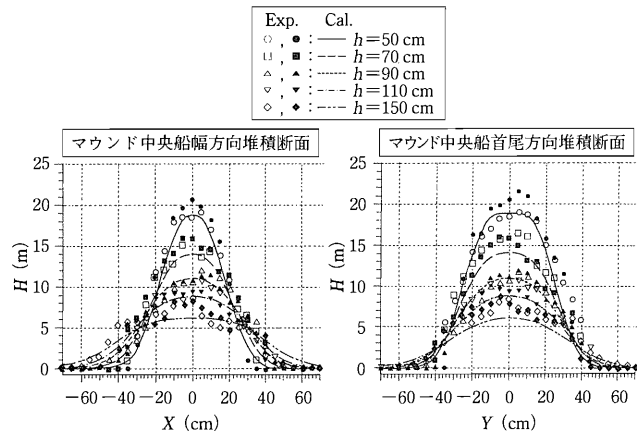 Exp. Cal.
○ , ● : h=50 cm
□ , ■ : h=70 cm
△ , ▲ : h=90 cm
▽ , ▼ : h=110 cm
◇ , ◆ : h=150 cm
マウンド中央船幅方向堆積断面
25
20
15
10
5
0
H (m)
−60 −40 −20 0 20 40 60
X (cm)
マウンド中央船首尾方向堆積断面
25
20
15
10
5
0
H (m)
−60 −40 −20 0 20 40 60
Y (cm)